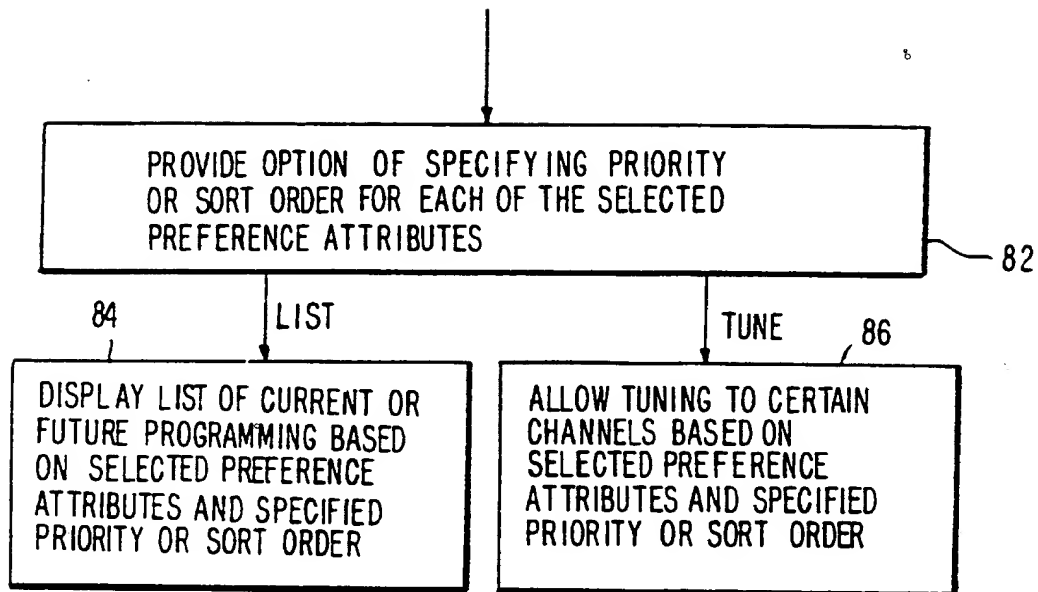 PROVIDE OPTION OF SPECIFYING PRIORITY
OR SORT ORDER FOR EACH OF THE SELECTED
PREFERENCE ATTRIBUTES
82
84
LIST
TUNE
86
DISPLAY LIST OF CURRENT OR
FUTURE PROGRAMMING BASED
ON SELECTED PREFERENCE
ATTRIBUTES AND SPECIFIED
PRIORITY OR SORT ORDER
ALLOW TUNING TO CERTAIN
CHANNELS BASED ON
SELECTED PREFERENCE
ATTRIBUTES AND SPECIFIED
PRIORITY OR SORT ORDER